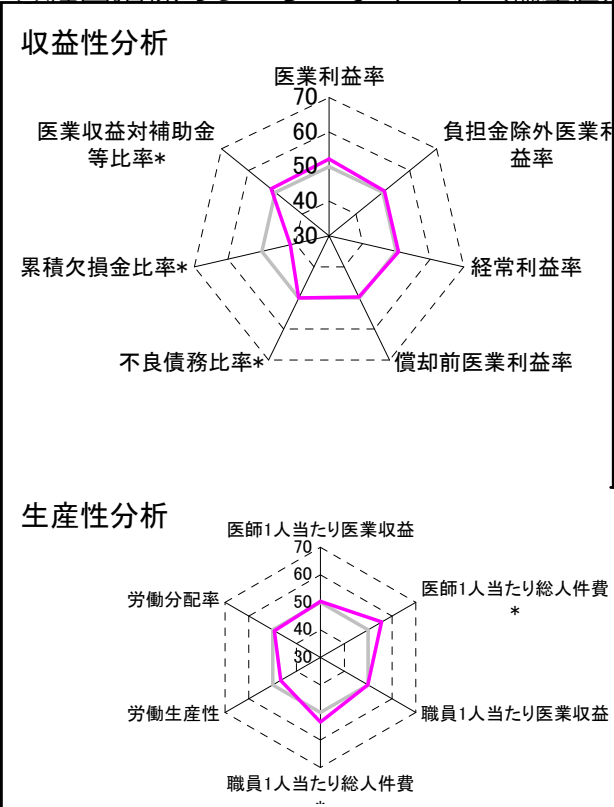 収益性分析
医業利益率
70
60
50
40
30
負担金除外医業利
益率
医業収益対補助金
等比率*
累積欠損金比率*
経常利益率
不良債務比率*
償却前医業利益率
生産性分析
医師1人当たり医業収益
70
60
50
40
30
医師1人当たり総人件費
*
労働分配率
労働生産性
職員1人当たり医業収益
職員1人当たり総人件費
*